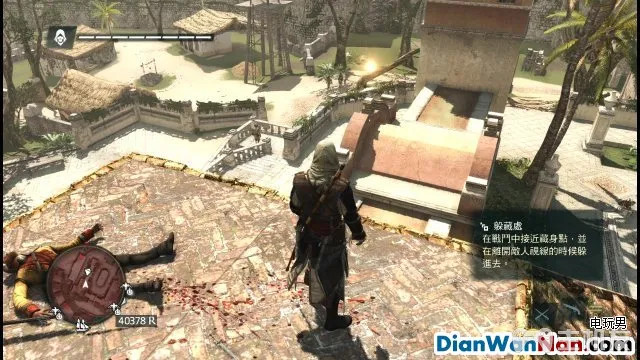 躲藏處
在戰鬥中接近藏身點，並
在離開敵人視線的時候躲
進去。
40378 R
电玩男
DianWanNan.com